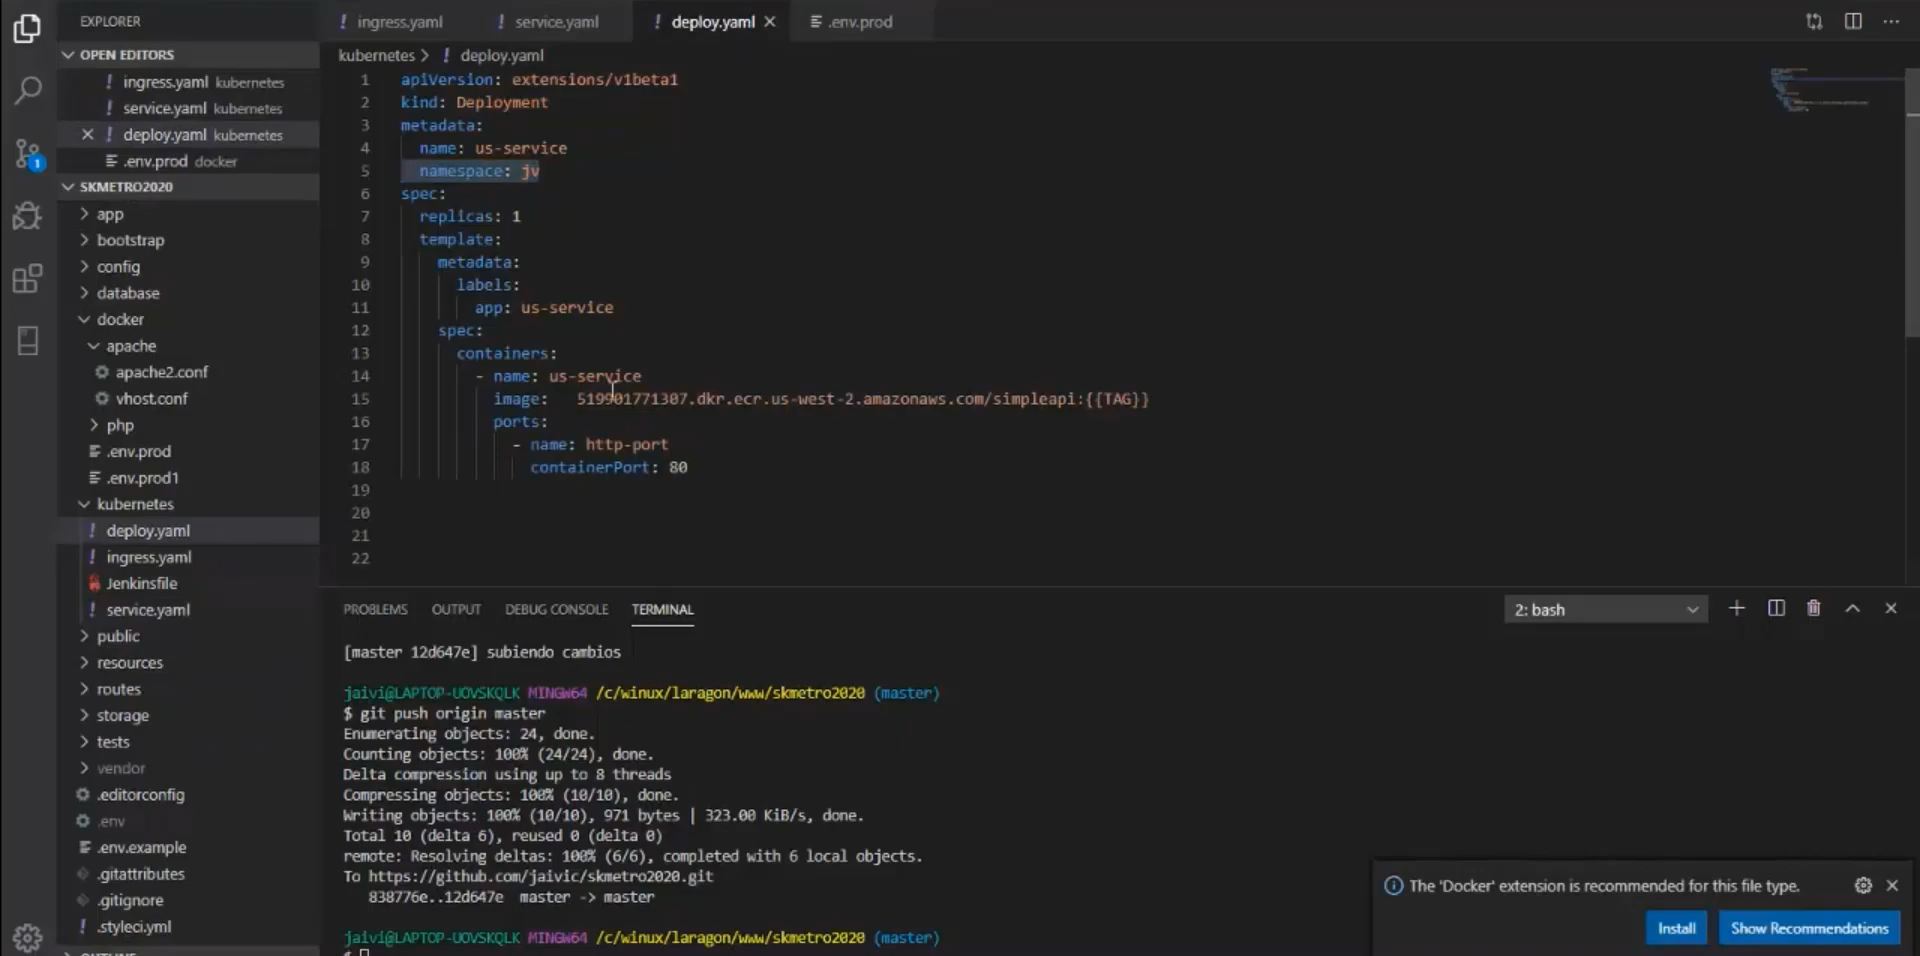 EXPLORER
OPEN EDITORS
ingress.yaml kubernetes
service.yaml kubernetes
deploy.yaml kubernetes
.env.prod docker
SKMETRO2020
app
bootstrap
config
database
docker
apache
apache2.conf
vhost.conf
php
.env.prod
.env.prod1
kubernetes
deploy.yaml
ingress.yaml
Jenkinsfile
service.yaml
public
resources
routes
storage
tests
vendor
.editorconfig
.env
.env.example
.gitattributes
.gitignore
.styleci.yml
1
ingress.yaml
service.yaml
deploy.yaml
.env.prod
kubernetes > ! deploy.yaml
1 apiVersion: extensions/v1beta1
2 kind: Deployment
3 metadata:
4 name: us-service
5 namespace: jv
6 spec:
7 replicas: 1
8 template:
9 metadata:
10 labels:
11 app: us-service
12 spec:
13 containers:
14 - name: us-service
15 image: 519901771307.dkr.ecr.us-west-2.amazonaws.com/simpleapi:{{TAG}}
16 ports:
17 - name: http-port
18 containerPort: 80
19
20
21
22
PROBLEMS OUTPUT DEBUG CONSOLE TERMINAL
2: bash
[master 12d647e] subiendo cambios
jaivi@LAPTOP-UOVSKQLK MINGW64 /c/winux/laragon/www/skmetro2020 (master)
$ git push origin master
Enumerating objects: 24, done.
Counting objects: 100% (24/24), done.
Delta compression using up to 8 threads
Compressing objects: 100% (10/10), done.
Writing objects: 100% (10/10), 971 bytes | 323.00 KiB/s, done.
Total 10 (delta 6), reused 0 (delta 0)
remote: Resolving deltas: 100% (6/6), completed with 6 local objects.
To https://github.com/jaivic/skmetro2020.git
838776e..12d647e master -> master
jaivi@LAPTOP-UOVSKQLK MINGW64 /c/winux/laragon/www/skmetro2020 (master)
$
The 'Docker' extension is recommended for this file type.
Install
Show Recommendations